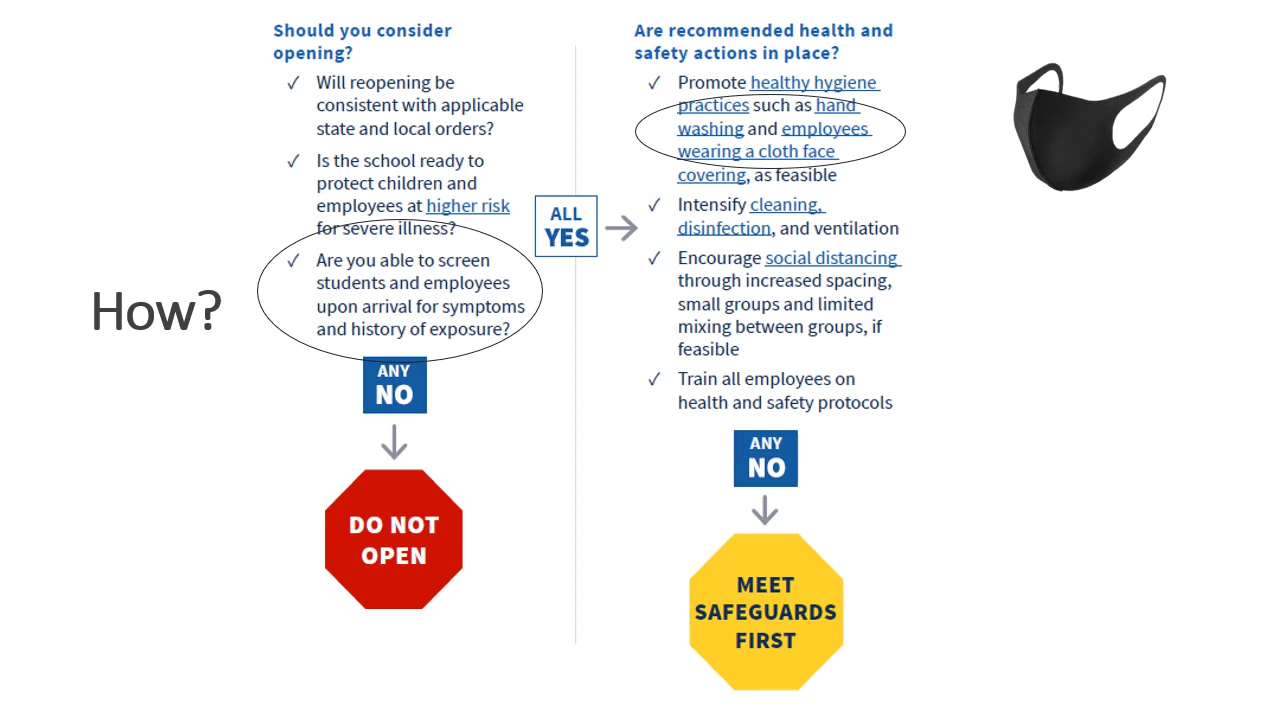 Should you consider
opening?
✓ Will reopening be
consistent with applicable
state and local orders?
✓ Is the school ready to
protect children and
employees at higher risk
for severe illness?
✓ Are you able to screen
students and employees
upon arrival for symptoms
and history of exposure?
How?
ANY
NO
DO NOT
OPEN
ALL
YES
Are recommended health and
safety actions in place?
✓ Promote healthy hygiene
practices such as hand
washing and employees
wearing a cloth face
covering, as feasible
✓ Intensify cleaning,
disinfection, and ventilation
✓ Encourage social distancing
through increased spacing,
small groups and limited
mixing between groups, if
feasible
✓ Train all employees on
health and safety protocols
ANY
NO
MEET
SAFEGUARDS
FIRST